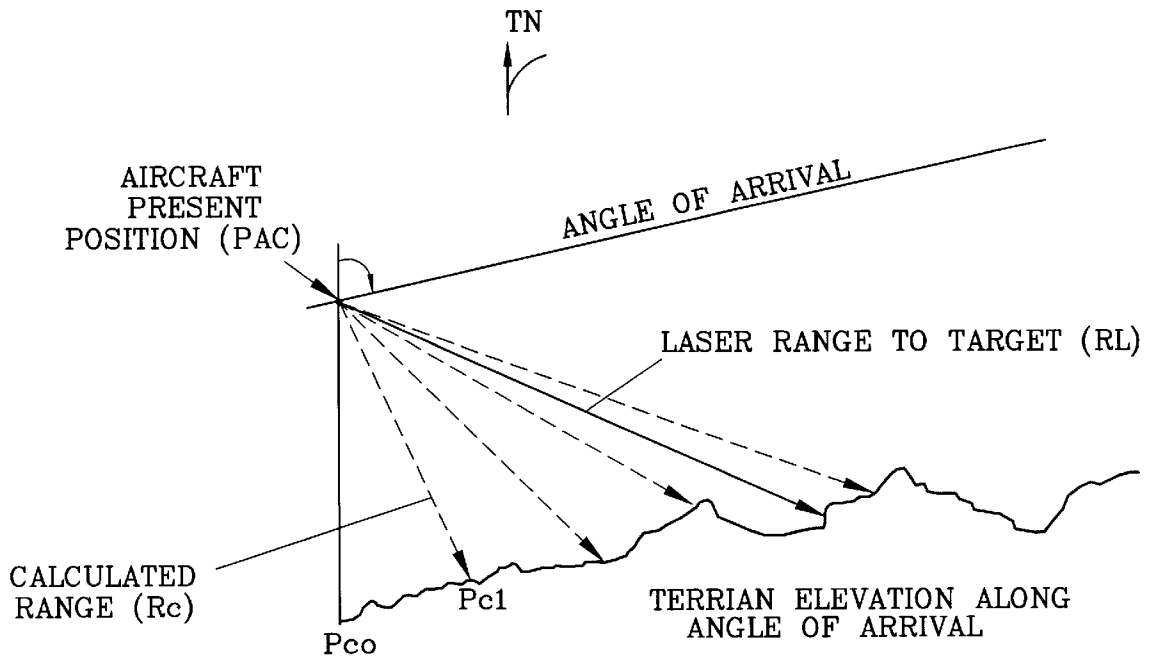 TN
AIRCRAFT
PRESENT
POSITION (PAC)
ANGLE OF ARRIVAL
LASER RANGE TO TARGET (RL)
CALCULATED
RANGE (Rc)
Pc1
Pco
TERRIAN ELEVATION ALONG
ANGLE OF ARRIVAL